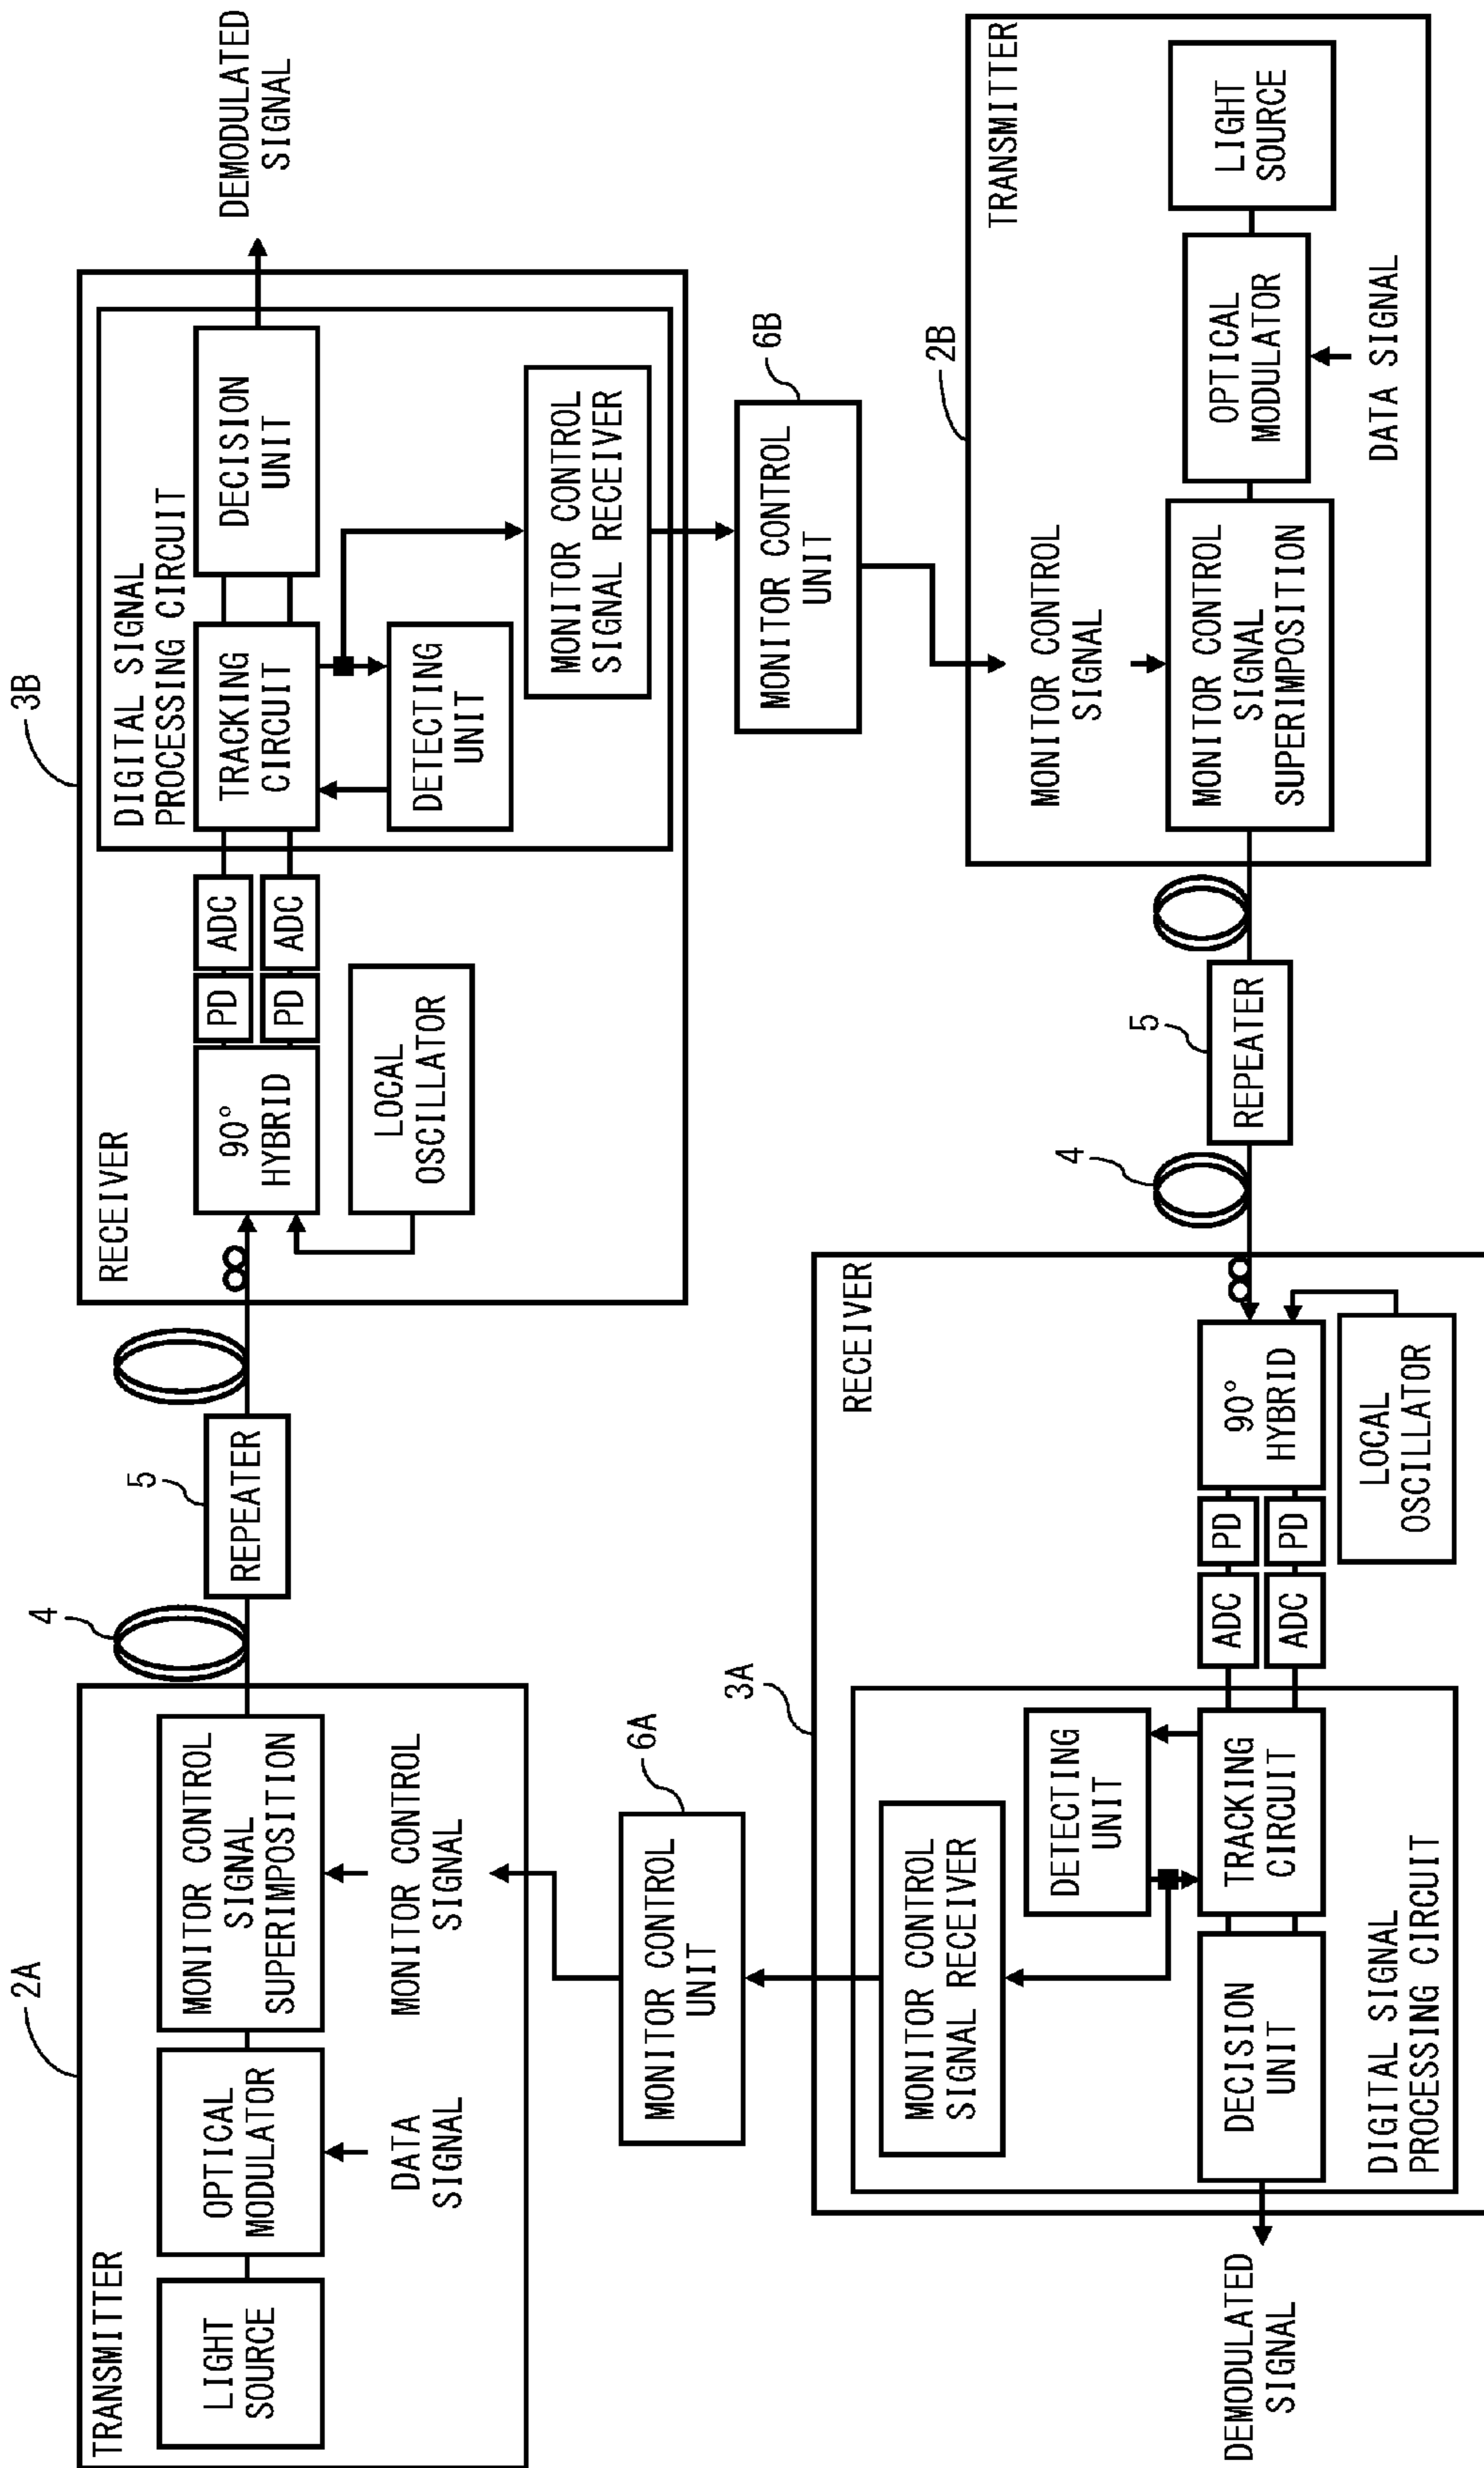 2A
TRANSMITTER
LIGHT
SOURCE
OPTICAL
MODULATOR
MONITOR CONTROL
SIGNAL
SUPERIMPOSITION
DATA
SIGNAL
MONITOR CONTROL
SIGNAL
4
5
REPEATER
3B
RECEIVER
90°
HYBRID
LOCAL
OSCILLATOR
PD
PD
ADC
ADC
DIGITAL SIGNAL
PROCESSING CIRCUIT
TRACKING
CIRCUIT
DECISION
UNIT
DETECTING
UNIT
MONITOR CONTROL
SIGNAL RECEIVER
DEMODULATED
SIGNAL
6A
MONITOR CONTROL
UNIT
6B
MONITOR CONTROL
UNIT
3A
RECEIVER
MONITOR CONTROL
SIGNAL RECEIVER
DETECTING
UNIT
DECISION
UNIT
TRACKING
CIRCUIT
DIGITAL SIGNAL
PROCESSING CIRCUIT
ADC
ADC
PD
PD
90°
HYBRID
LOCAL
OSCILLATOR
DEMODULATED
SIGNAL
4
5
REPEATER
2B
TRANSMITTER
MONITOR CONTROL
SIGNAL
MONITOR CONTROL
SIGNAL
SUPERIMPOSITION
OPTICAL
MODULATOR
LIGHT
SOURCE
DATA SIGNAL